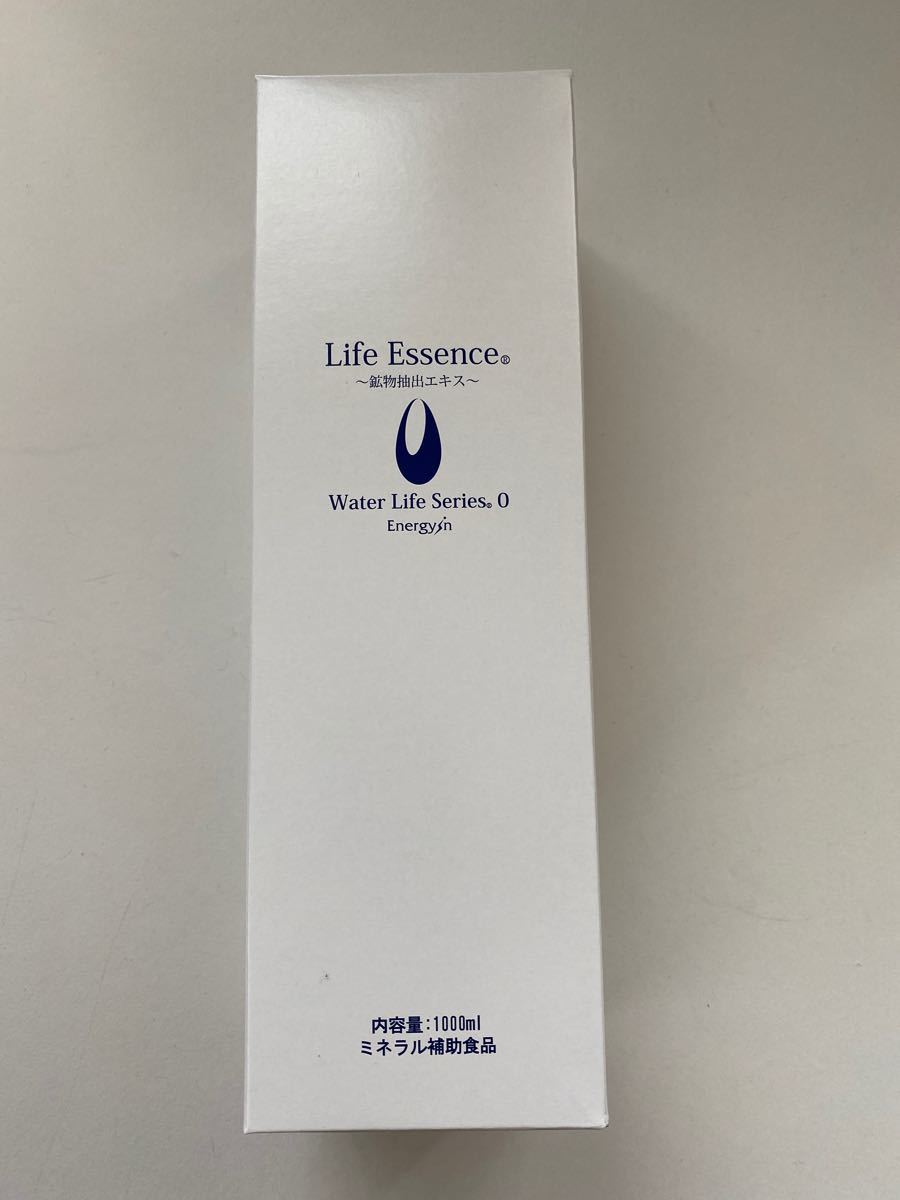 Life Essence®
～鉱物抽出エキス～
Water Life Series® 0
Energysin
内容量:1000ml
ミネラル補助食品